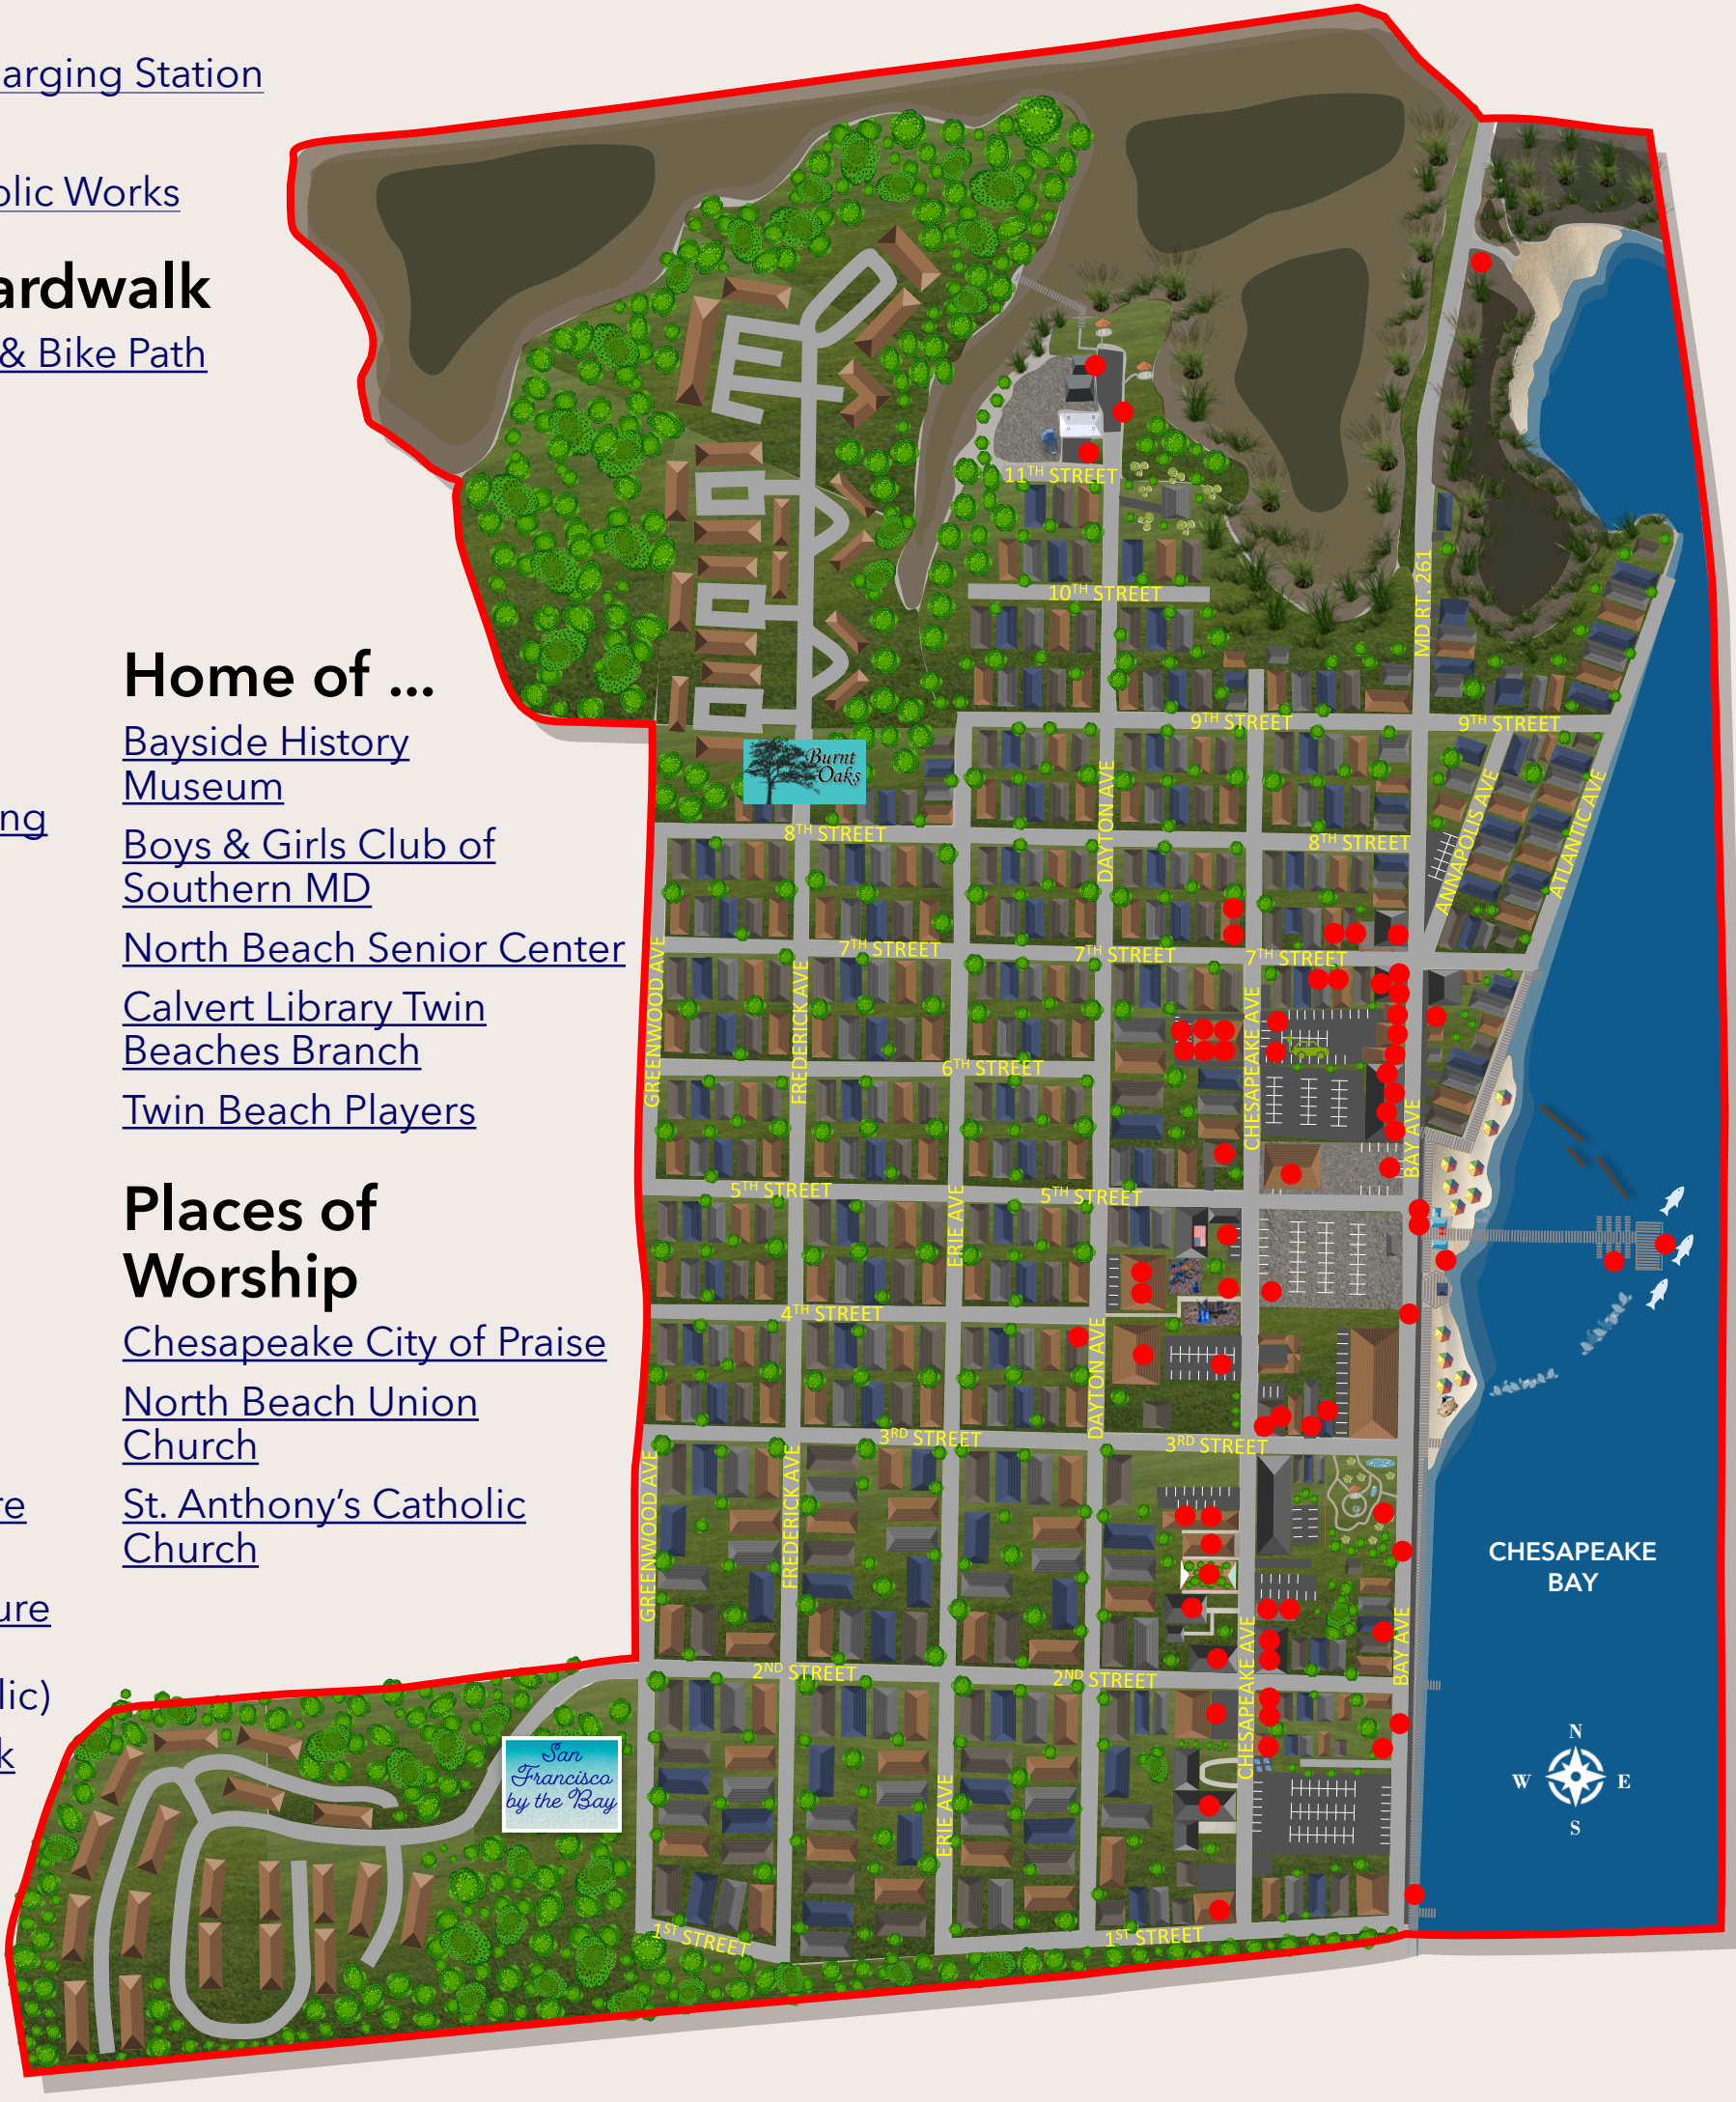 arging Station
olic Works
ardwalk
& Bike Path
ng
re
ure
lic)
k
Home of ...
Bayside History
Museum
Boys & Girls Club of
Southern MD
North Beach Senior Center
Calvert Library Twin
Beaches Branch
Twin Beach Players
Places of
Worship
Chesapeake City of Praise
North Beach Union
Church
St. Anthony's Catholic
Church
11TH STREET
10TH STREET
MD RT. 261
9TH STREET
9TH STREET
Burnt
Oaks
8TH STREET
8TH STREET
DAYTON AVE
ANNAPOLIS AVE
ATLANTIC AVE
7TH STREET
7TH STREET
7TH STREET
GREENWOOD AVE
FREDERICK AVE
CHESAPEAKE AVE
6TH STREET
BAY AVE
5TH STREET
5TH STREET
ERIE AVE
4TH STREET
DAYTON AVE
3RD STREET
3RD STREET
GREENWOOD AVE
FREDERICK AVE
CHESAPEAKE
BAY
2ND STREET
2ND STREET
CHESAPEAKE AVE
BAY AVE
San
Francisco
by the Bay
ERIE AVE
N
W E
S
1ST STREET
1ST STREET